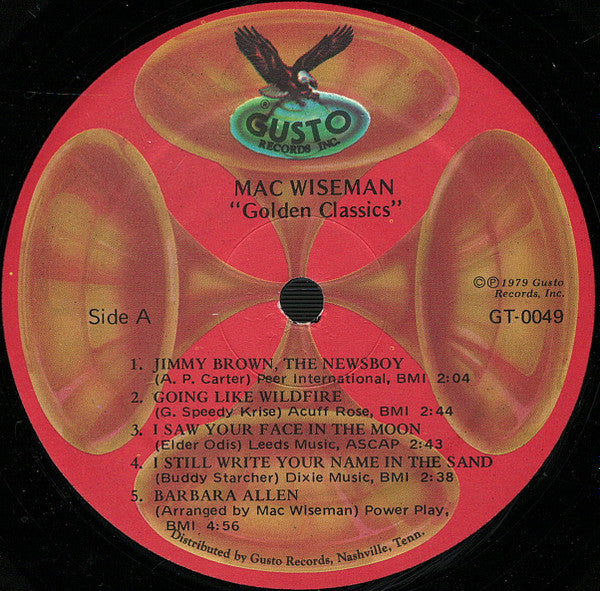 ®
GUSTO
RECORDS INC.
MAC WISEMAN
"Golden Classics"
©Ⓟ1979 Gusto
Records, Inc.
Side A
GT-0049
1. JIMMY BROWN, THE NEWSBOY
(A. P. Carter) Peer International, BMI 2:04
2. GOING LIKE WILDFIRE
(G. Speedy Krise) Acuff Rose, BMI 2:44
3. I SAW YOUR FACE IN THE MOON
(Elder Odis) Leeds Music, ASCAP 2:43
4. I STILL WRITE YOUR NAME IN THE SAND
(Buddy Starcher) Dixie Music, BMI 2:38
5. BARBARA ALLEN
(Arranged by Mac Wiseman) Power Play,
BMI 4:56
Distributed by Gusto Records, Nashville, Tenn.